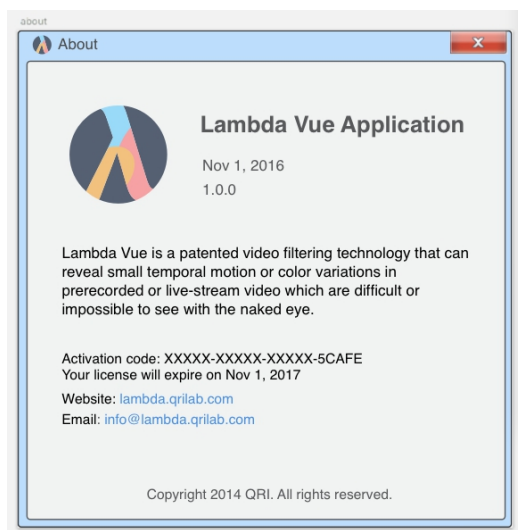 about
About
x
Lambda Vue Application
Nov 1, 2016
1.0.0
Lambda Vue is a patented video filtering technology that can
reveal small temporal motion or color variations in
prerecorded or live-stream video which are difficult or
impossible to see with the naked eye.
Activation code: XXXXX-XXXXX-XXXXX-5CAFE
Your license will expire on Nov 1, 2017
Website: lambda.qrilab.com
Email: info@lambda.qrilab.com
Copyright 2014 QRI. All rights reserved.